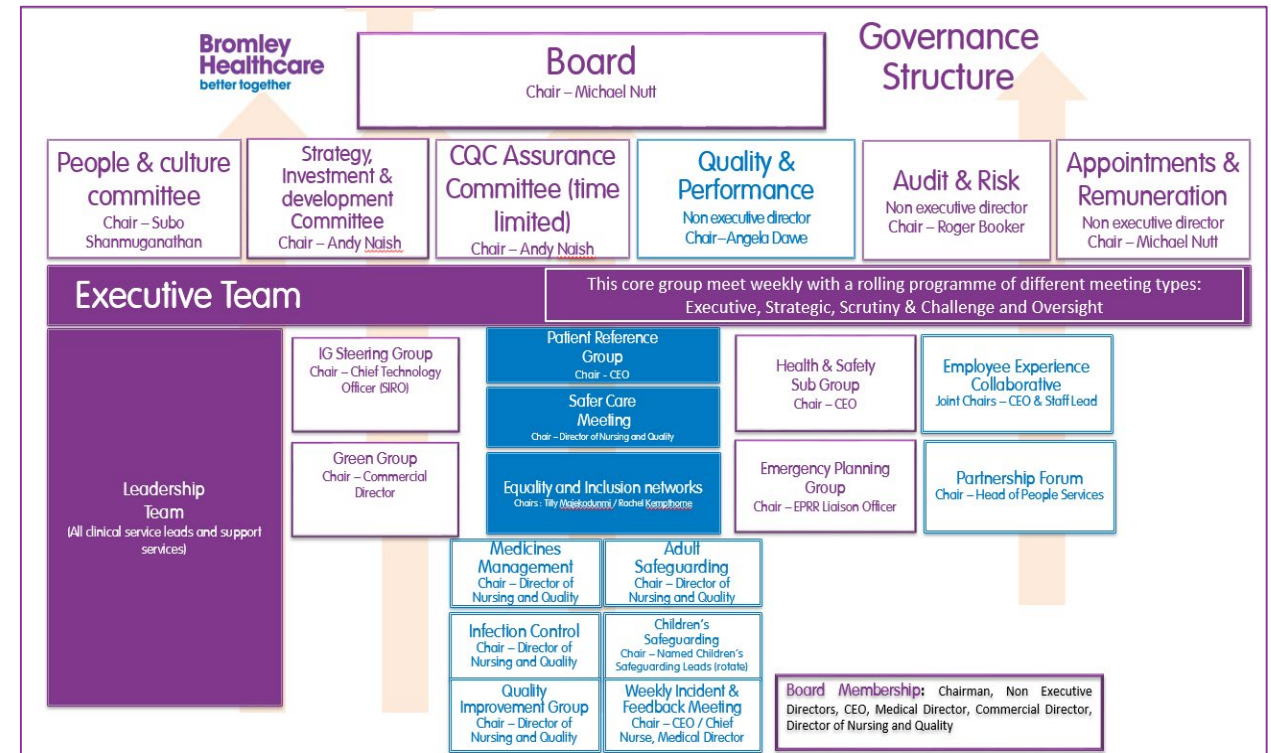 Bromley
Healthcare
better together
Board
Chair – Michael Nutt
Governance
Structure
People & culture
committee
Chair – Subo
Shanmuganathan
Strategy,
Investment &
development
Committee
Chair – Andy Naish
CQC Assurance
Committee (time
limited)
Chair – Andy Naish
Quality &
Performance
Non executive director
Chair–Angela Dawe
Audit & Risk
Non executive director
Chair – Roger Booker
Appointments &
Remuneration
Non executive director
Chair – Michael Nutt
Executive Team
This core group meet weekly with a rolling programme of different meeting types:
Executive, Strategic, Scrutiny & Challenge and Oversight
Leadership
Team
(All clinical service leads and support
services)
IG Steering Group
Chair – Chief Technology
Officer (SIRO)
Green Group
Chair – Commercial
Director
Patient Reference
Group
Chair - CEO
Safer Care
Meeting
Chair – Director of Nursing and Quality
Equality and Inclusion networks
Chairs : Tilly Majekodunmi / Rachel Kempthorne
Health & Safety
Sub Group
Chair – CEO
Emergency Planning
Group
Chair – EPRR Liaison Officer
Employee Experience
Collaborative
Joint Chairs – CEO & Staff Lead
Partnership Forum
Chair – Head of People Services
Medicines
Management
Chair – Director of
Nursing and Quality
Adult
Safeguarding
Chair – Director of
Nursing and Quality
Infection Control
Chair – Director of
Nursing and Quality
Children's
Safeguarding
Chair – Named Children's
Safeguarding Leads (rotate)
Quality
Improvement Group
Chair – Director of
Nursing and Quality
Weekly Incident &
Feedback Meeting
Chair – CEO / Chief
Nurse, Medical Director
Board Membership: Chairman, Non Executive
Directors, CEO, Medical Director, Commercial Director,
Director of Nursing and Quality